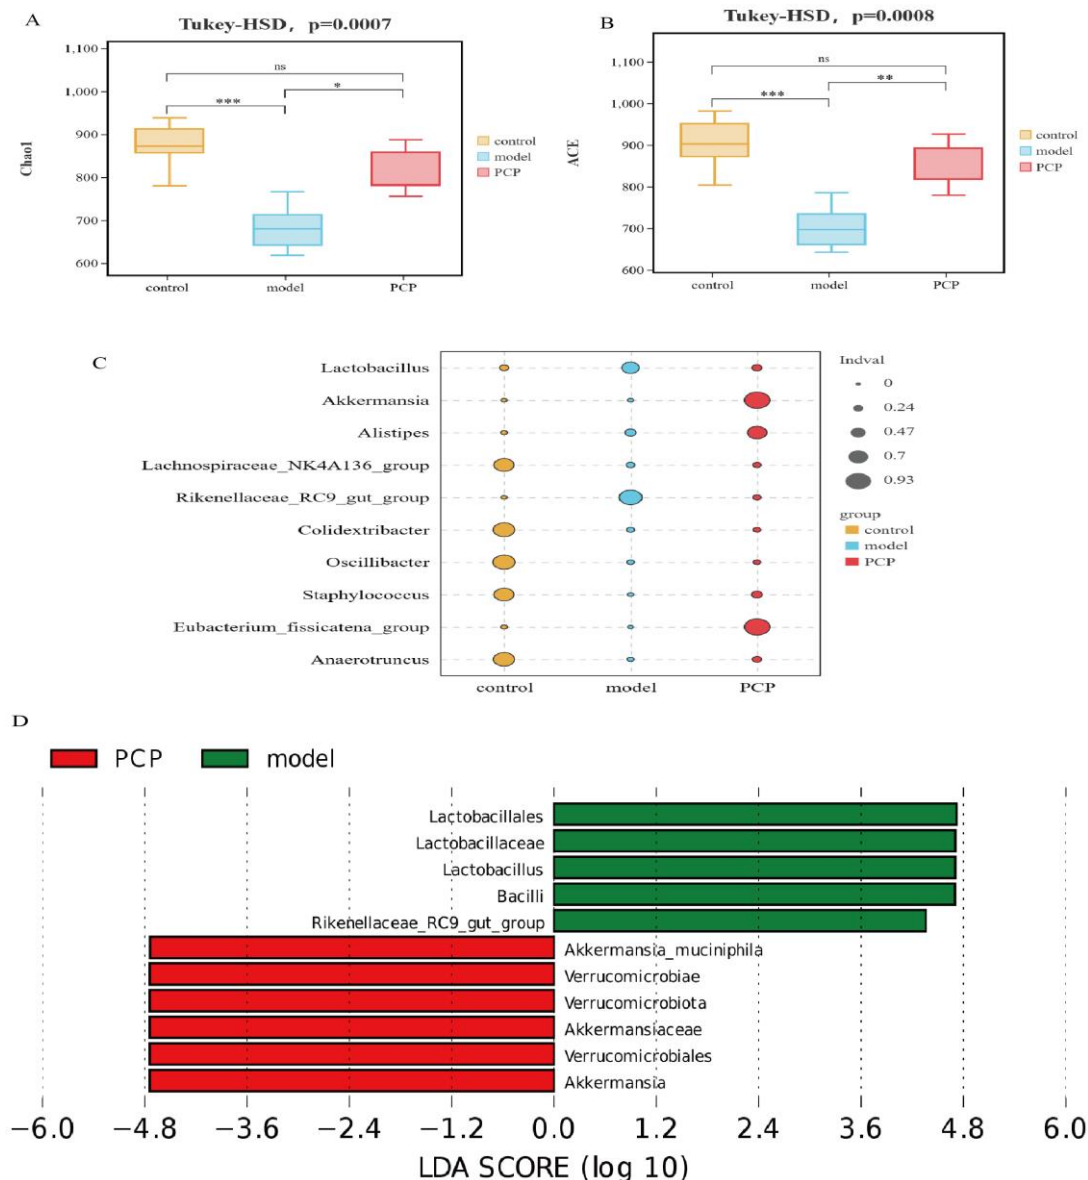 A
Tukey-HSD, p=0.0007
1,100
1,000
900
800
700
600
Chao1
ns
***
*
control
model
PCP
control
model
PCP
B
Tukey-HSD, p=0.0008
1,100
1,000
900
800
700
600
ACE
ns
***
**
control
model
PCP
control
model
PCP
C
Lactobacillus
Akkermansia
Alistipes
Lachnospiraceae_NK4A136_group
Rikenellaceae_RC9_gut_group
Colidextribacter
Oscillibacter
Staphylococcus
Eubacterium_fissicatena_group
Anaerotruncus
control
model
PCP
Indval
0
0.24
0.47
0.7
0.93
group
control
model
PCP
D
PCP
model
Lactobacillales
Lactobacillaceae
Lactobacillus
Bacilli
Rikenellaceae_RC9_gut_group
Akkermansia_muciniphila
Verrucomicrobiae
Verrucomicrobiota
Akkermansiaceae
Verrucomicrobiales
Akkermansia
−6.0 −4.8 −3.6 −2.4 −1.2 0.0 1.2 2.4 3.6 4.8 6.0
LDA SCORE (log 10)